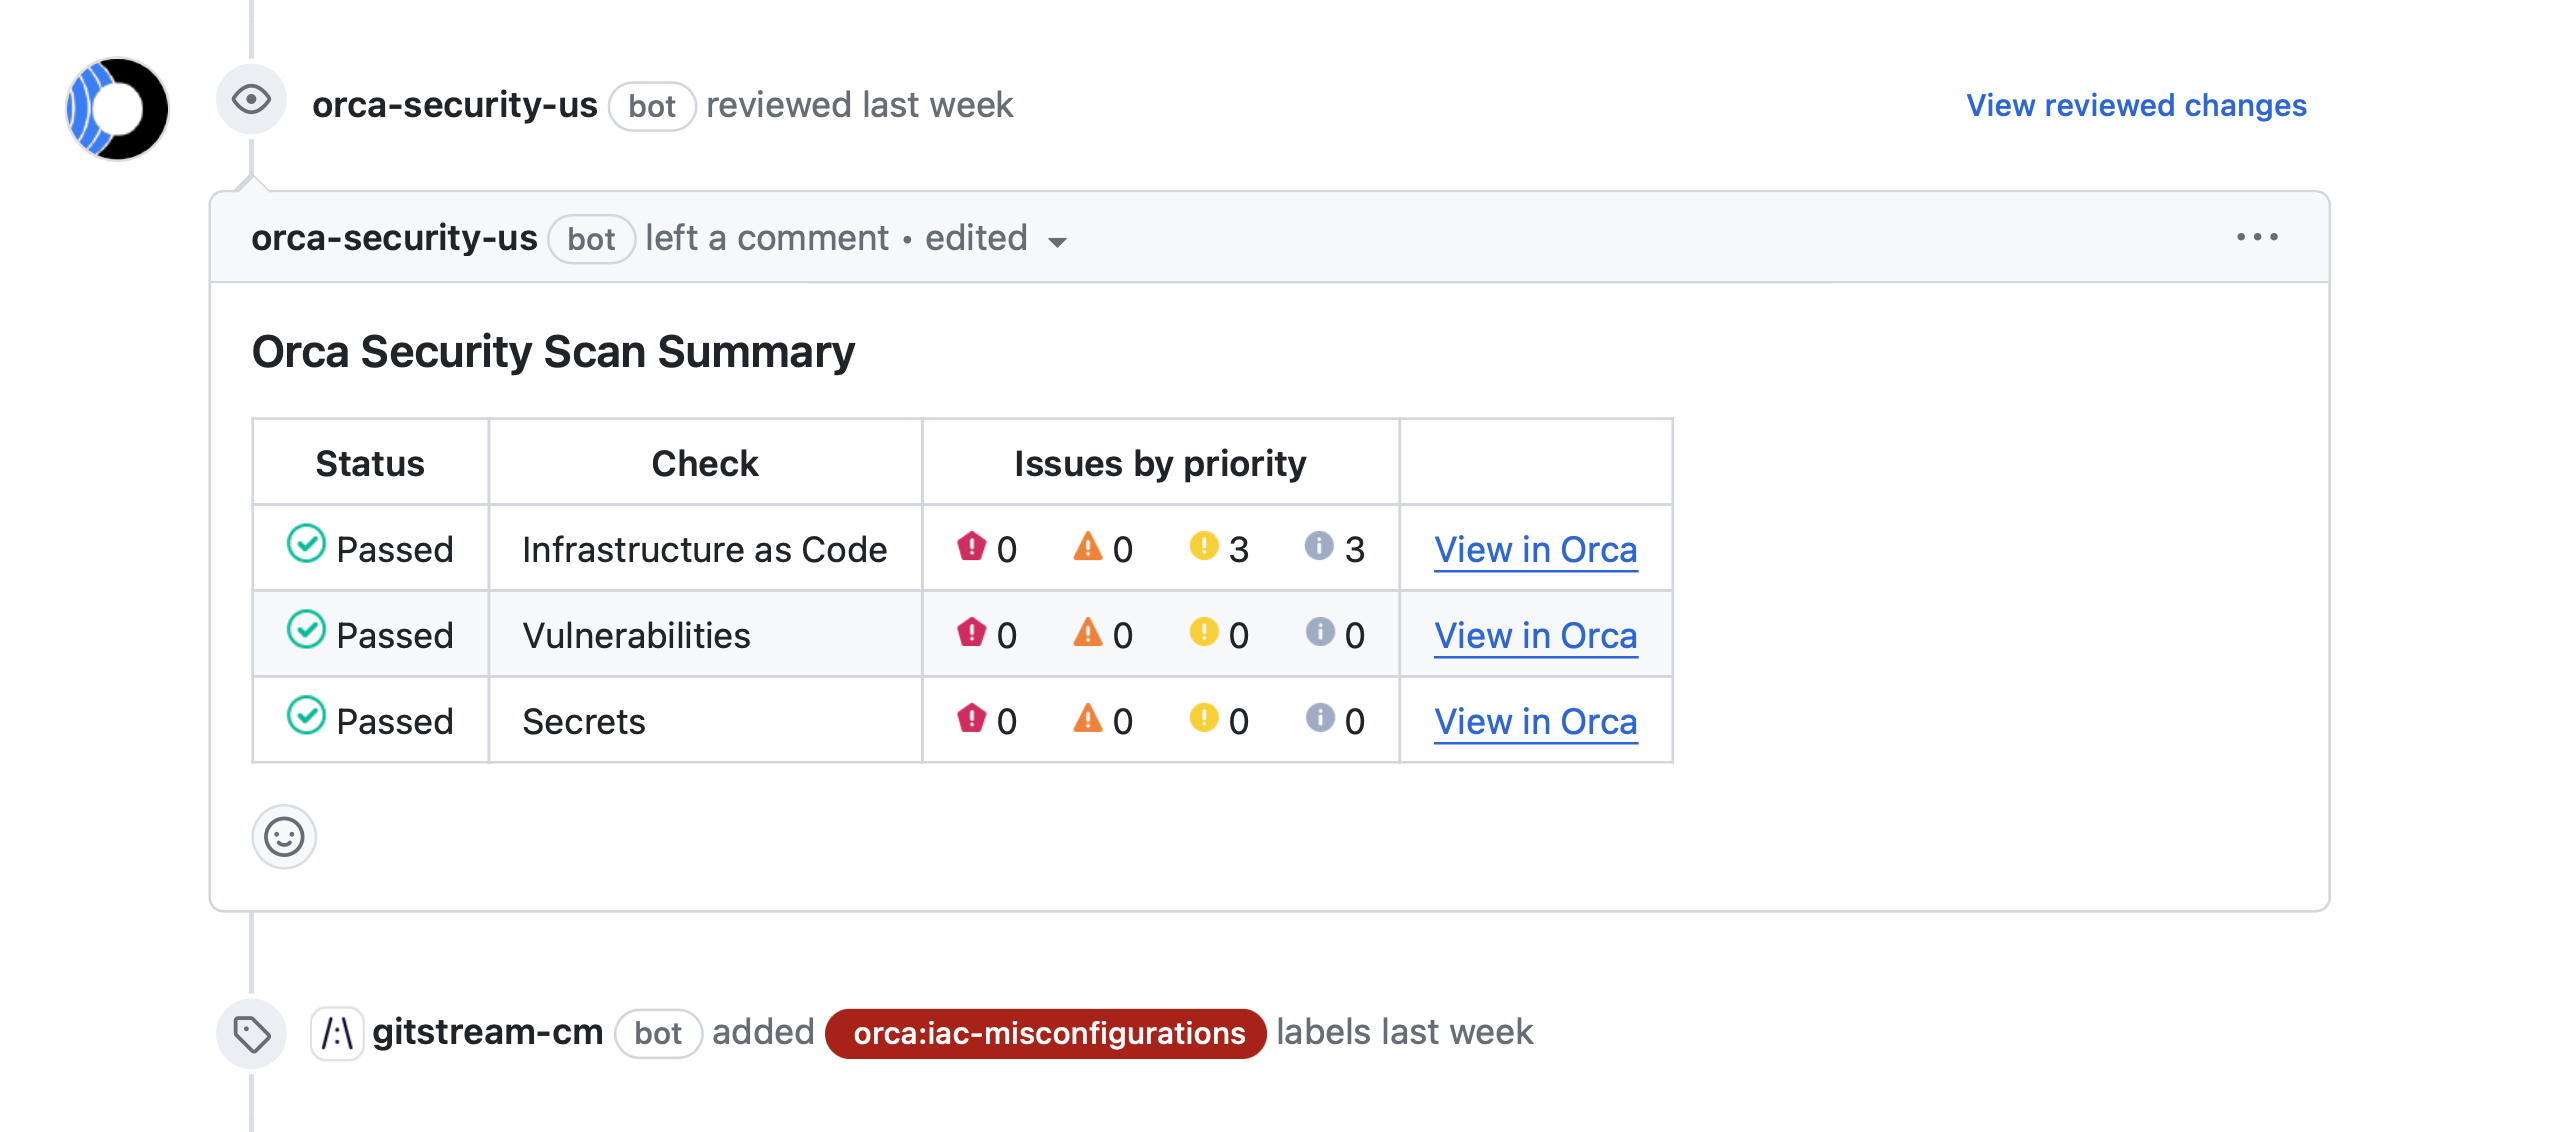 orca-security-us bot reviewed last week View reviewed changes
orca-security-us bot left a comment • edited
Orca Security Scan Summary
Status Check Issues by priority
Passed Infrastructure as Code 0 0 3 3 View in Orca
Passed Vulnerabilities 0 0 0 0 View in Orca
Passed Secrets 0 0 0 0 View in Orca
/:\ gitstream-cm bot added orca:iac-misconfigurations labels last week